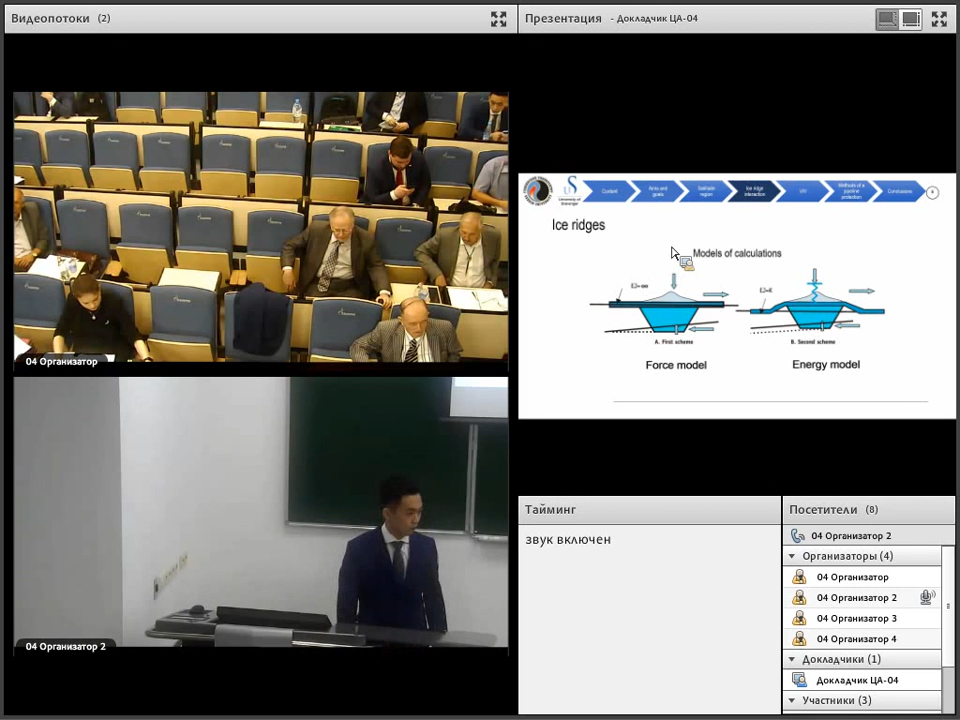 Видеопотоки (2)
04 Организатор
04 Организатор 2
Презентация - Докладчик ЦА-04
Content
Aims and goals
Sakhalin region
Ice ridge interaction
VIV
Methods of a pipeline protection
Conclusions
Ice ridges
Models of calculations
A. First scheme
B. Second scheme
Force model
Energy model
Тайминг
звук включен
Посетители (8)
04 Организатор 2
Организаторы (4)
04 Организатор
04 Организатор 2
04 Организатор 3
04 Организатор 4
Докладчики (1)
Докладчик ЦА-04
Участники (3)